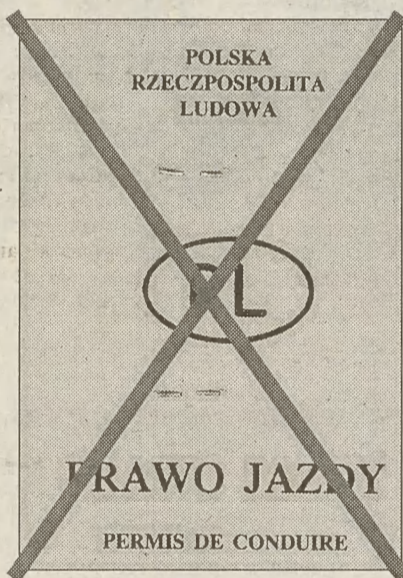 POLSKA
RZECZPOSPOLITA
LUDOWA
PL
PRAWO JAZDY
PERMIS DE CONDUIRE